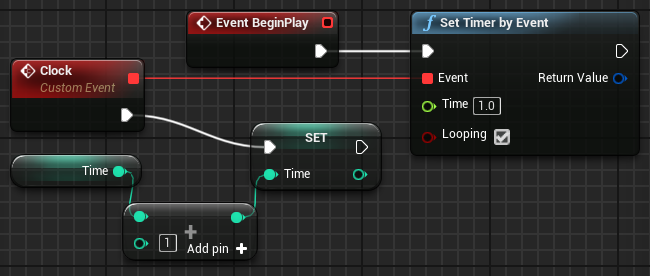 Event BeginPlay
f Set Timer by Event
Clock
Custom Event
Event
Return Value
Time 1.0
Looping
SET
Time
Time
1
Add pin +